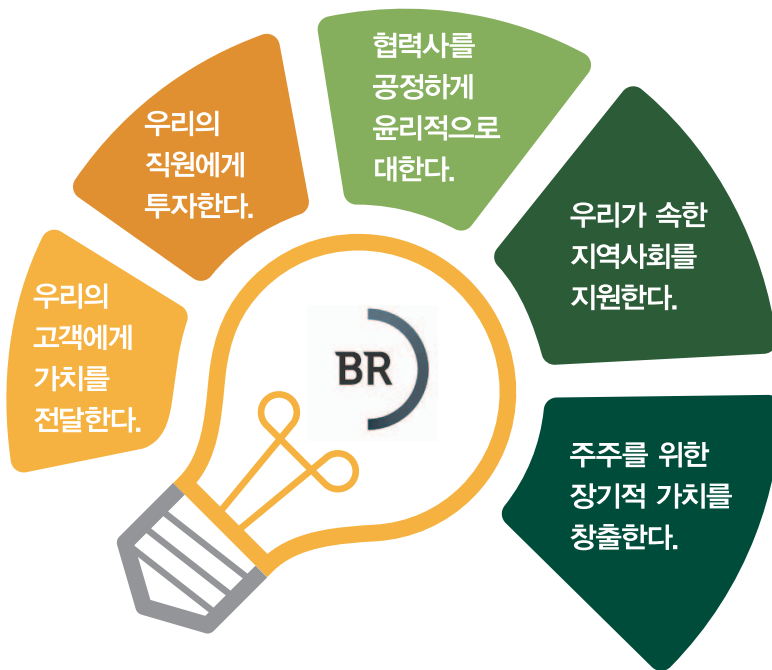 우리의
고객에게
가치를
전달한다.
우리의
직원에게
투자한다.
협력사를
공정하게
윤리적으로
대한다.
우리가 속한
지역사회를
지원한다.
주주를 위한
장기적 가치를
창출한다.
BR